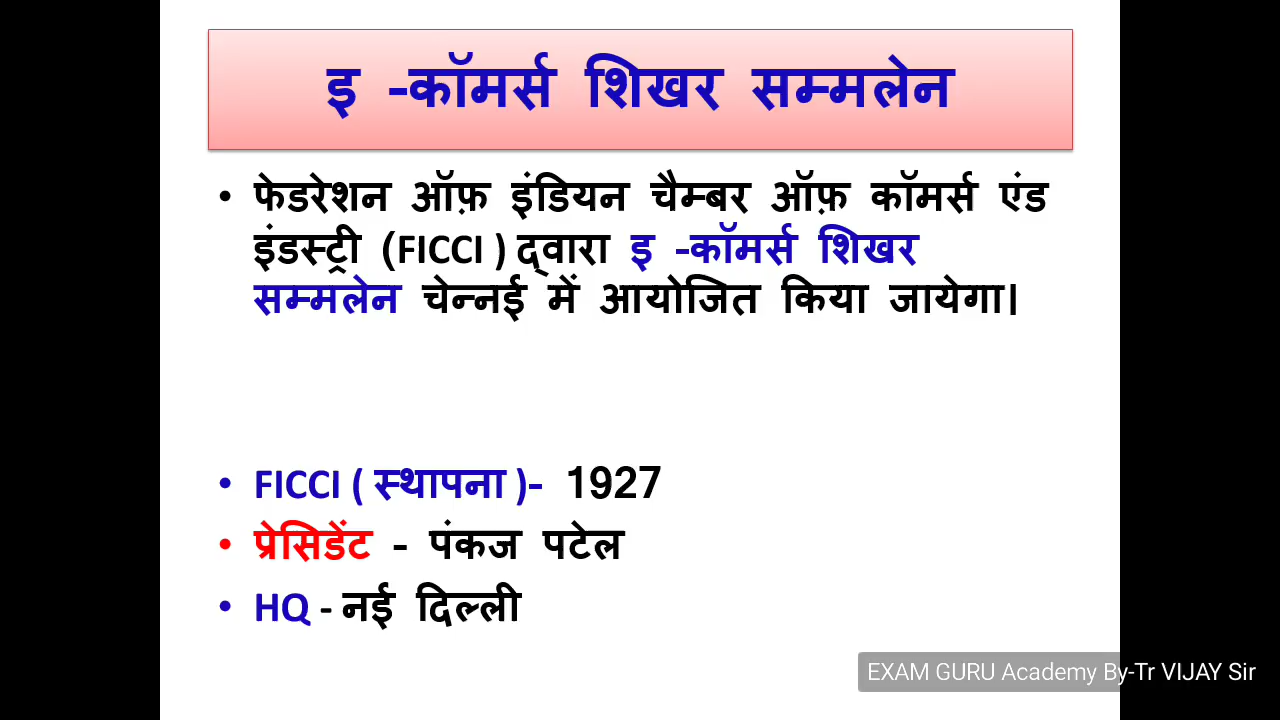 इ -कॉमर्स शिखर सम्मलेन
• फेडरेशन ऑफ़ इंडियन चैम्बर ऑफ़ कॉमर्स एंड
इंडस्ट्री (FICCI ) द्वारा इ -कॉमर्स शिखर
सम्मलेन चेन्नई में आयोजित किया जायेगा।
• FICCI ( स्थापना )- 1927
• प्रेसिडेंट - पंकज पटेल
• HQ - नई दिल्ली
EXAM GURU Academy By-Tr VIJAY Sir